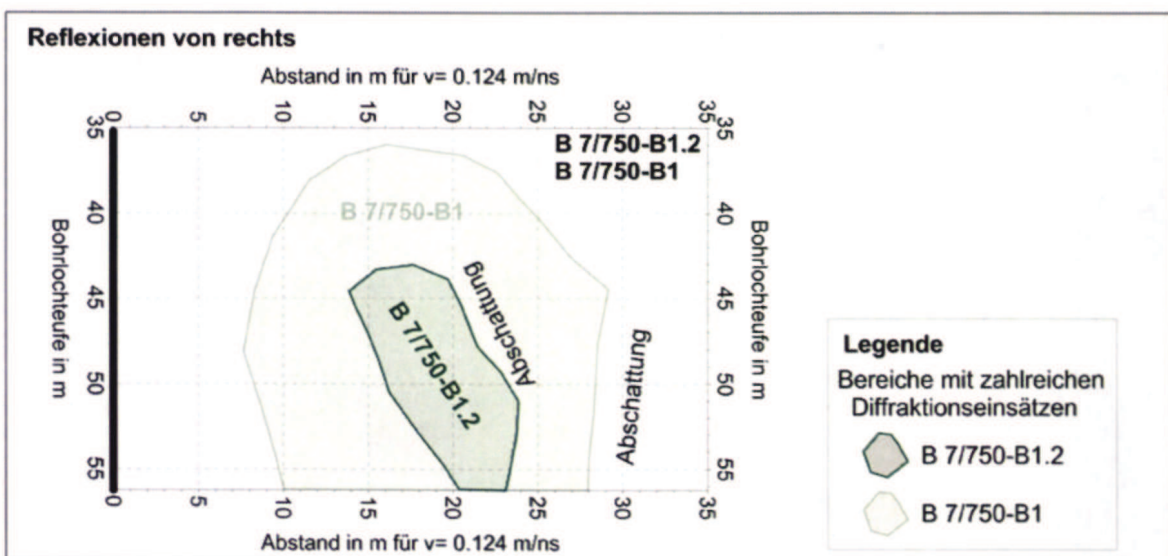 Reflexionen von rechts
Abstand in m für v= 0.124 m/ns
0 5 10 15 20 25 30 35
35 35
B 7/750-B1.2
B 7/750-B1
B 7/750-B1
40 40
Bohrlochteufe in m
Bohrlochteufe in m
45 45
Abschattung
B 7/750-B1.2
Abschattung
50 50
55 55
0 5 10 15 20 25 30 35
Abstand in m für v= 0.124 m/ns
Legende
Bereiche mit zahlreichen
Diffraktionseinsätzen
B 7/750-B1.2
B 7/750-B1